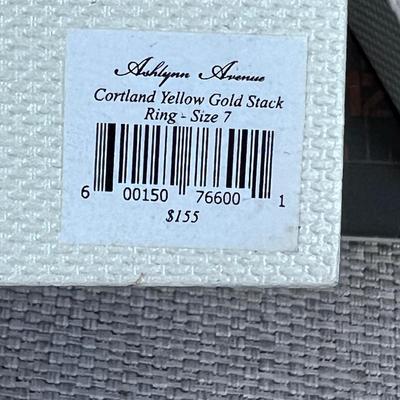 Ashlynn Avenue
Cortland Yellow Gold Stack
Ring - Size 7
6 00150 76600 1
$155